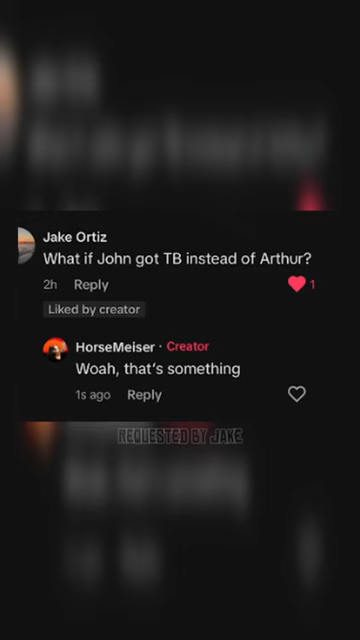 Jake Ortiz
What if John got TB instead of Arthur?
2h Reply 1
Liked by creator
HorseMeiser · Creator
Woah, that's something
1s ago Reply
REQUESTED BY JAKE